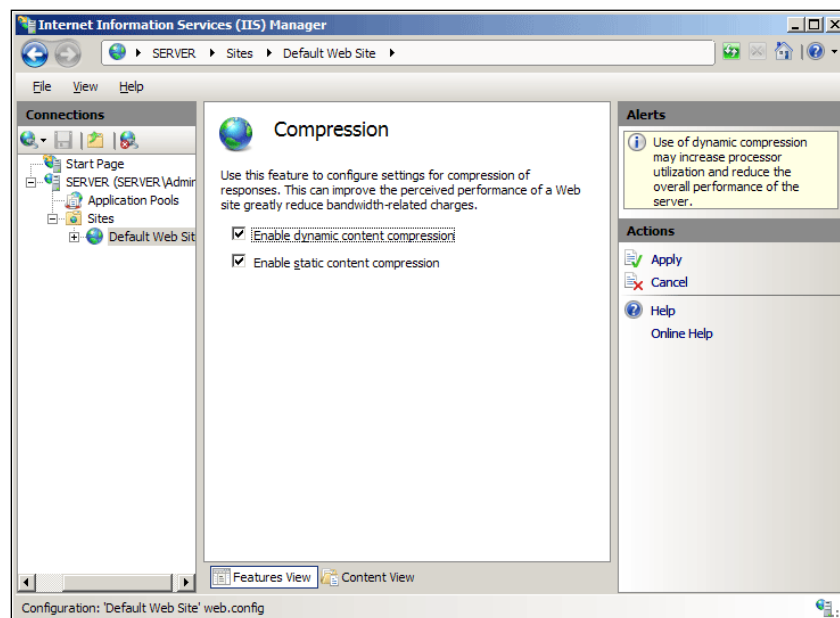 Internet Information Services (IIS) Manager
SERVER Sites Default Web Site
File View Help
Connections
Start Page
SERVER (SERVER\Admir
Application Pools
Sites
Default Web Sit
Compression
Use this feature to configure settings for compression of
responses. This can improve the perceived performance of a Web
site greatly reduce bandwidth-related charges.
Enable dynamic content compression
Enable static content compression
Features View Content View
Alerts
Use of dynamic compression
may increase processor
utilization and reduce the
overall performance of the
server.
Actions
Apply
Cancel
Help
Online Help
Configuration: 'Default Web Site' web.config